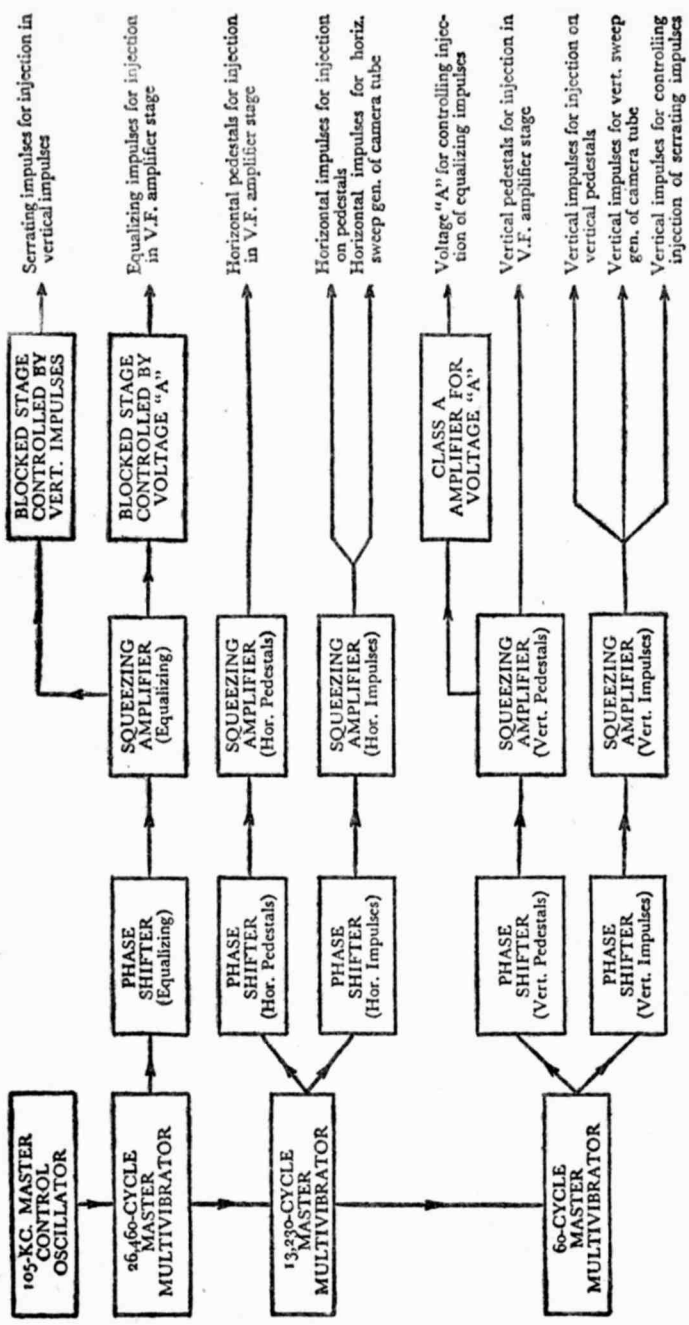 105-KC. MASTER
CONTROL
OSCILLATOR
26,460-CYCLE
MASTER
MULTIVIBRATOR
13,230-CYCLE
MASTER
MULTIVIBRATOR
60-CYCLE
MASTER
MULTIVIBRATOR
PHASE
SHIFTER
(Equalizing)
PHASE
SHIFTER
(Hor. Pedestals)
PHASE
SHIFTER
(Hor. Impulses)
PHASE
SHIFTER
(Vert. Pedestals)
PHASE
SHIFTER
(Vert. Impulses)
SQUEEZING
AMPLIFIER
(Equalizing)
SQUEEZING
AMPLIFIER
(Hor. Pedestals)
SQUEEZING
AMPLIFIER
(Hor. Impulses)
SQUEEZING
AMPLIFIER
(Vert. Pedestals)
SQUEEZING
AMPLIFIER
(Vert. Impulses)
BLOCKED STAGE
CONTROLLED BY
VERT. IMPULSES
BLOCKED STAGE
CONTROLLED BY
VOLTAGE "A"
CLASS A
AMPLIFIER FOR
VOLTAGE "A"
Serrating impulses for injection in
vertical impulses
Equalizing impulses for injection
in V.F. amplifier stage
Horizontal pedestals for injection
in V.F. amplifier stage
Horizontal impulses for injection
on pedestals
Horizontal impulses for horiz.
sweep gen. of camera tube
Voltage "A" for controlling injec-
tion of equalizing impulses
Vertical pedestals for injection in
V.F. amplifier stage
Vertical impulses for injection on
vertical pedestals
Vertical impulses for vert. sweep
gen. of camera tube
Vertical impulses for controlling
injection of serrating impulses